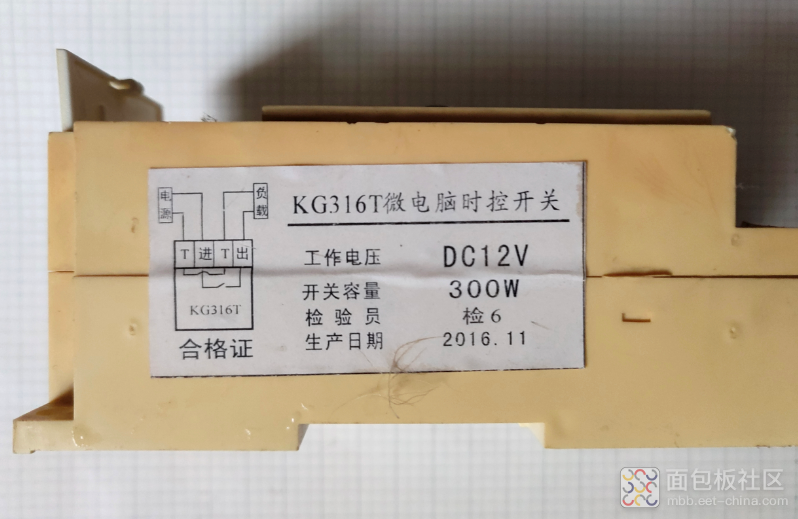 电源
负载
T 进 T 出
KG316T
合格证
KG316T微电脑时控开关
工作电压 DC12V
开关容量 300W
检验员 检6
生产日期 2016.11
面包板社区
mbb.eet-china.com